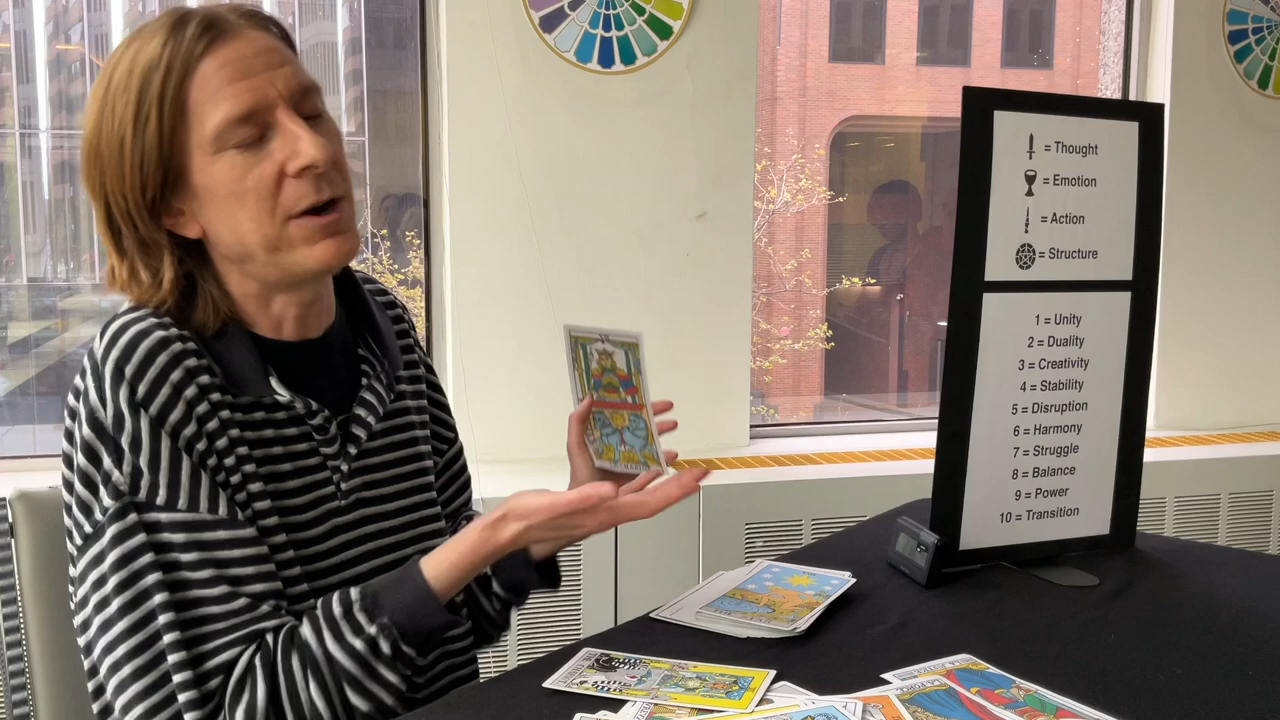 = Thought
= Emotion
= Action
= Structure
1 = Unity
2 = Duality
3 = Creativity
4 = Stability
5 = Disruption
6 = Harmony
7 = Struggle
8 = Balance
9 = Power
10 = Transition